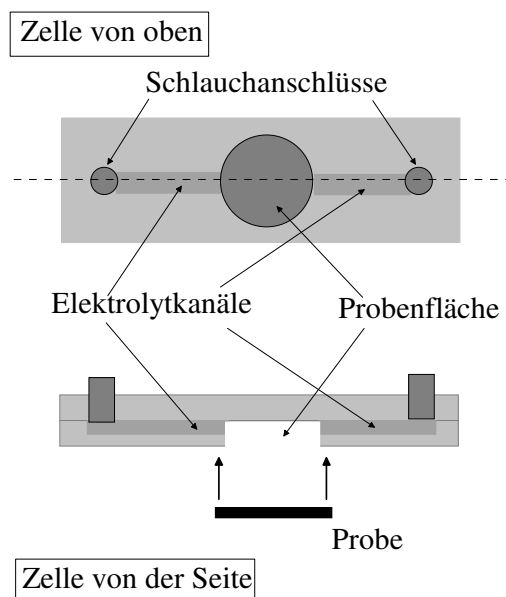 Zelle von oben
Schlauchanschlüsse
Elektrolytkanäle
Probenfläche
Probe
Zelle von der Seite